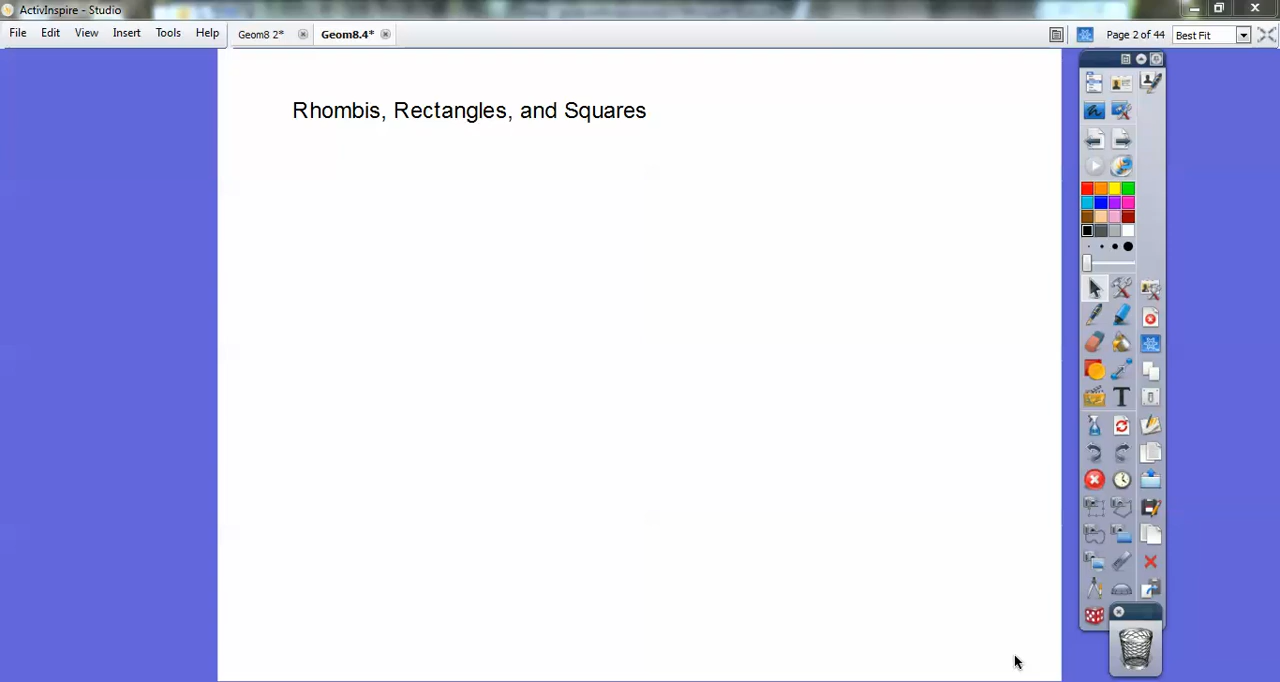 ActivInspire - Studio
File Edit View Insert Tools Help Geom8 2* Geom8.4* Page 2 of 44 Best Fit
Rhombis, Rectangles, and Squares